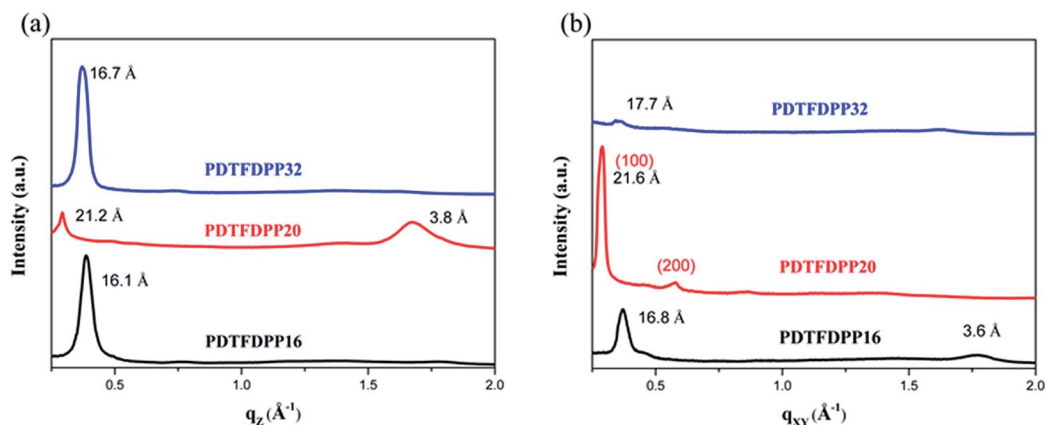 (a)
16.7 Å
PDTFDPP32
21.2 Å
3.8 Å
PDTFDPP20
16.1 Å
PDTFDPP16
Intensity (a.u.)
0.5 1.0 1.5 2.0
qZ (Å-1)
(b)
17.7 Å
PDTFDPP32
(100)
21.6 Å
(200)
PDTFDPP20
16.8 Å
PDTFDPP16
3.6 Å
Intensity (a.u.)
0.5 1.0 1.5 2.0
qXY (Å-1)